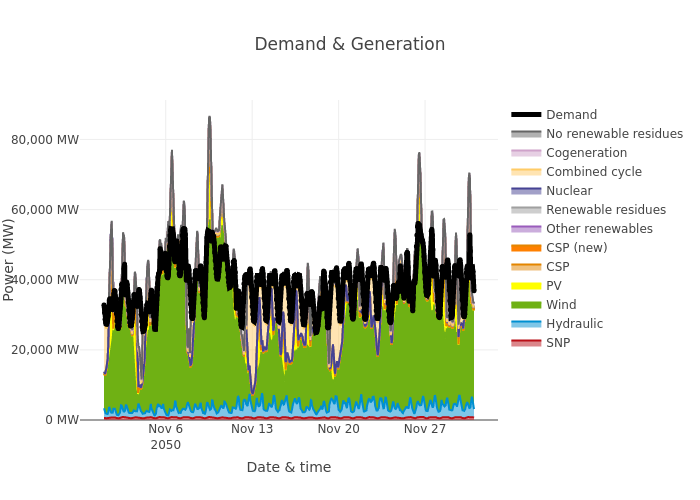 Demand & Generation
80,000 MW
60,000 MW
40,000 MW
20,000 MW
0 MW
Power (MW)
Nov 6
2050
Nov 13
Nov 20
Nov 27
Date & time
Demand
No renewable residues
Cogeneration
Combined cycle
Nuclear
Renewable residues
Other renewables
CSP (new)
CSP
PV
Wind
Hydraulic
SNP